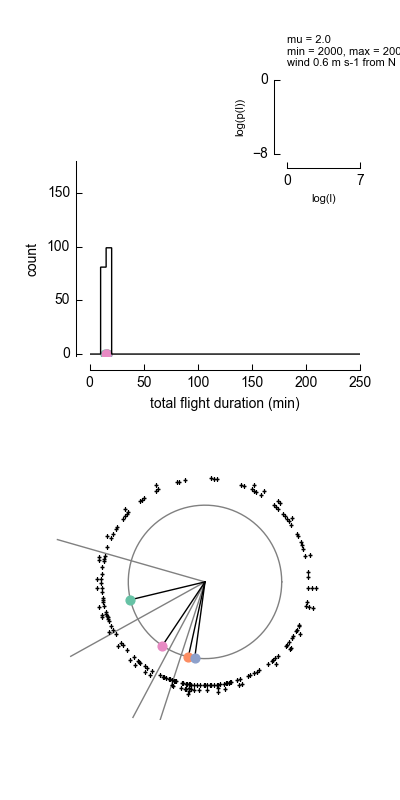 mu = 2.0
min = 2000, max = 200
wind 0.6 m s-1 from N
0
log(p(l))
−8
0
7
log(l)
150
100
50
0
count
0
50
100
150
200
250
total flight duration (min)